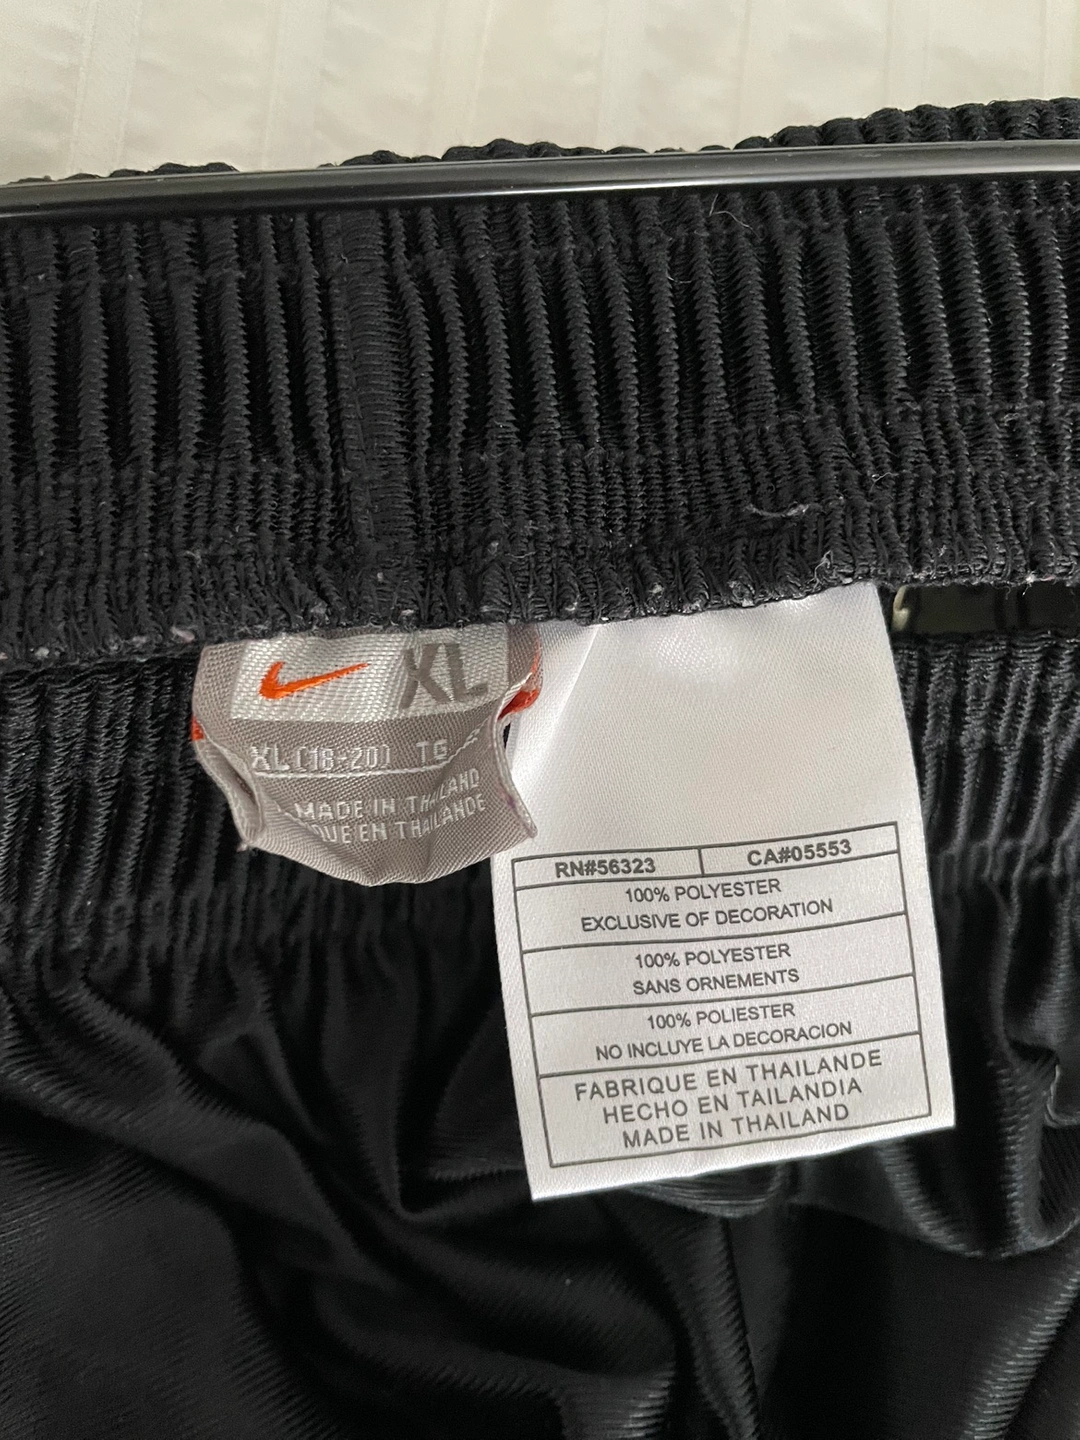 XL
XL (18-20) TG
MADE IN THAILAND
EN THAILANDE
RN#56323 CA#05553
100% POLYESTER
EXCLUSIVE OF DECORATION
100% POLYESTER
SANS ORNEMENTS
100% POLIESTER
NO INCLUYE LA DECORACION
FABRIQUE EN THAILANDE
HECHO EN TAILANDIA
MADE IN THAILAND